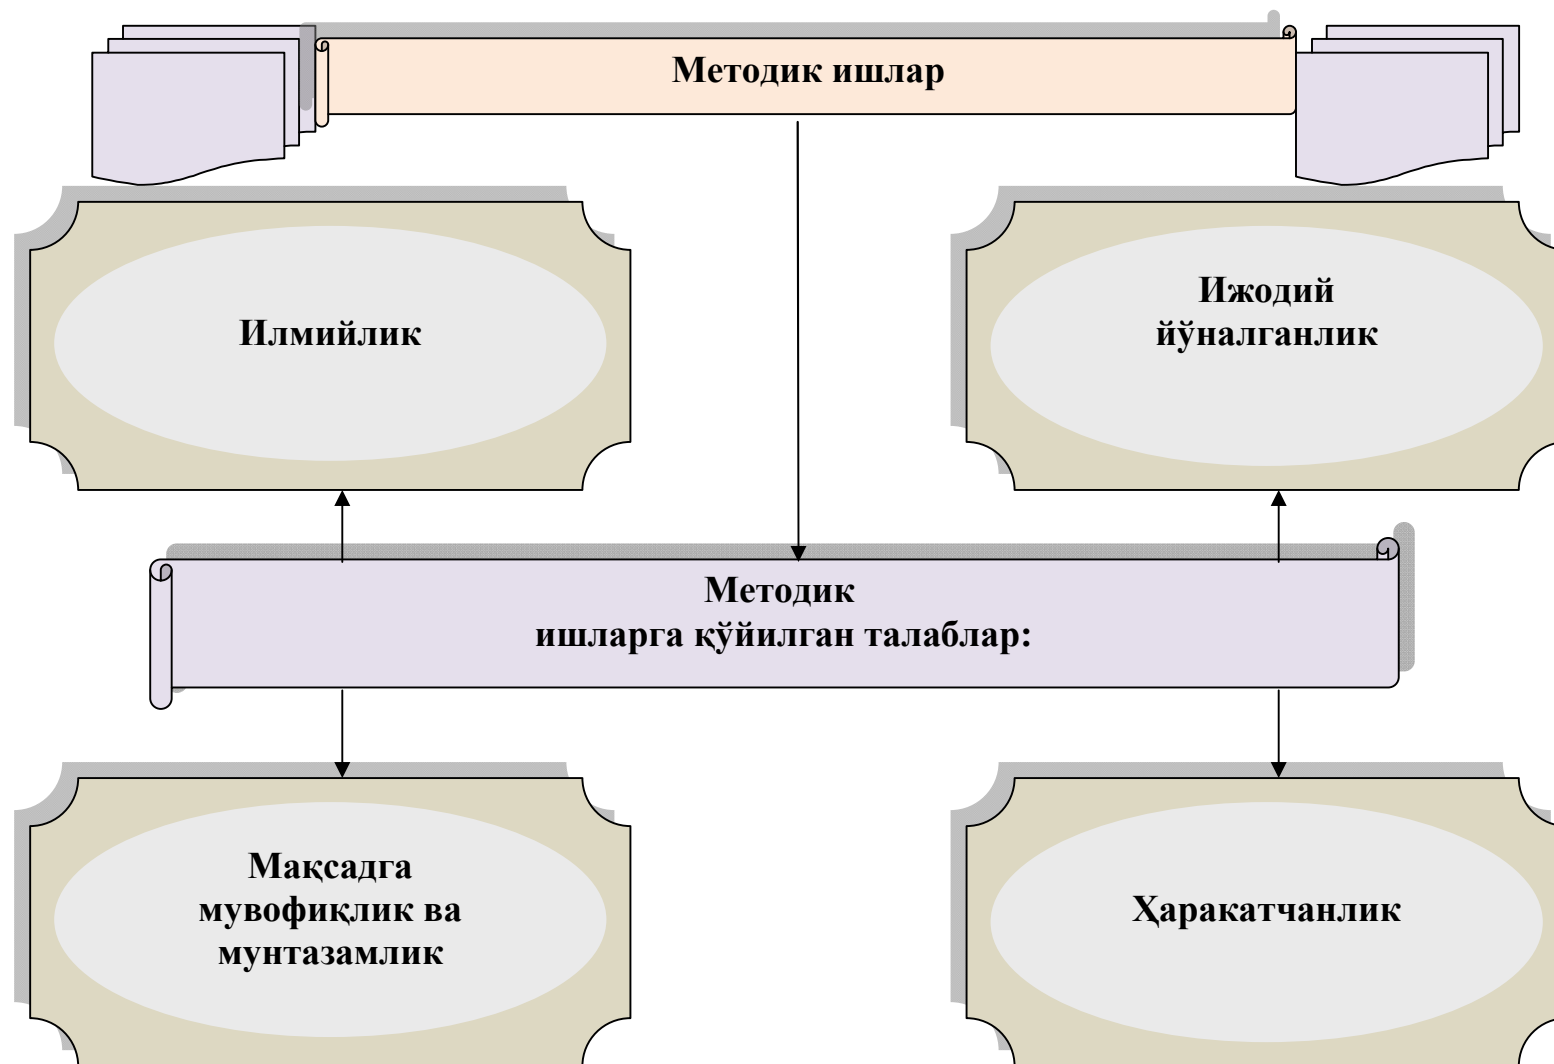 Методик ишлар
Илмийлик
Ижодий
йўналганлик
Методик
ишларга қўйилган талаблар:
Мақсадга
мувофиқлик ва
мунтазамлик
Ҳаракатчанлик